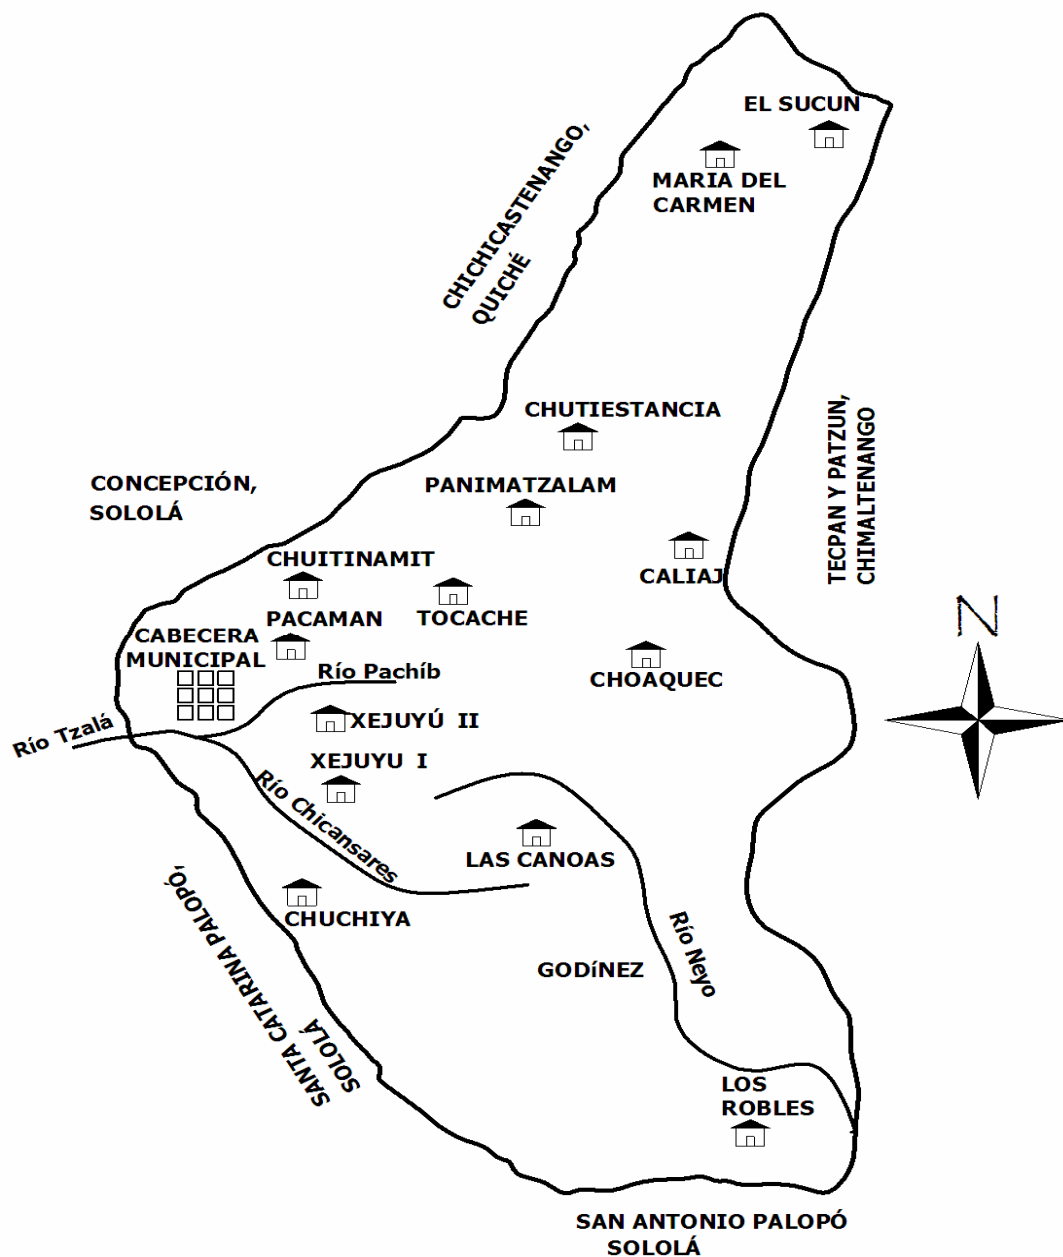 EL SUCUN
MARIA DEL
CARMEN
CHICHICASTENANGO,
QUICHÉ
CHUTIESTANCIA
TECPAN Y PATZUN,
CHIMALTENANGO
CONCEPCIÓN,
SOLOLÁ
PANIMATZALAM
CHUITINAMIT
CALIAJ
PACAMAN
TOCACHE
CABECERA
MUNICIPAL
N
Río Pachíb
CHOAQUEC
Río Tzalá
XEJUYÚ II
XEJUYU I
Río Chicansares
LAS CANOAS
CHUCHIYA
SANTA CATARINA PALOPÓ,
SOLOLÁ
Río Neyo
GODíNEZ
LOS
ROBLES
SAN ANTONIO PALOPÓ
SOLOLÁ